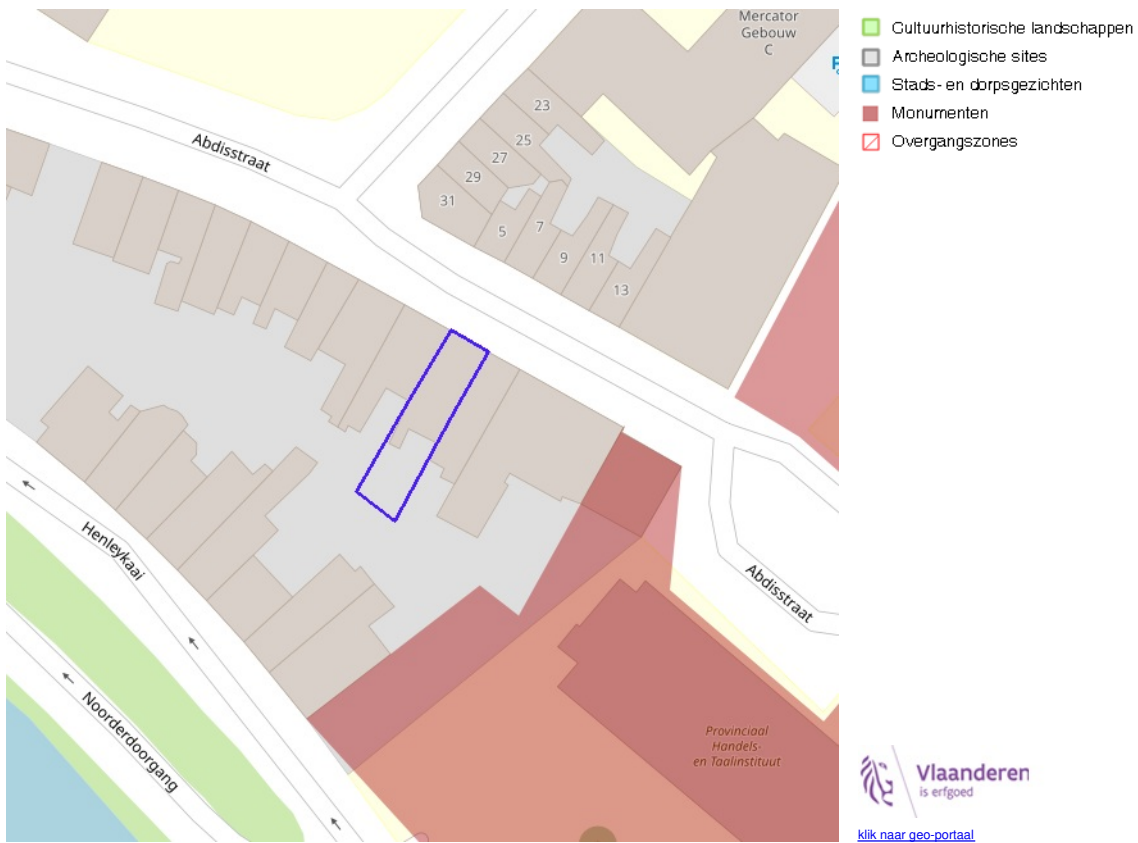 Mercator
Gebouw
C
Abdisstraat
23
25
27
29
31
5
7
9
11
13
Henleykaai
Noorderdoorgang
Abdisstraat
Provinciaal
Handels-
en Taalinstituut
Cultuurhistorische landschappen
Archeologische sites
Stads- en dorpsgezichten
Monumenten
Overgangszones
Vlaanderen
is erfgoed
klik naar geo-portaal